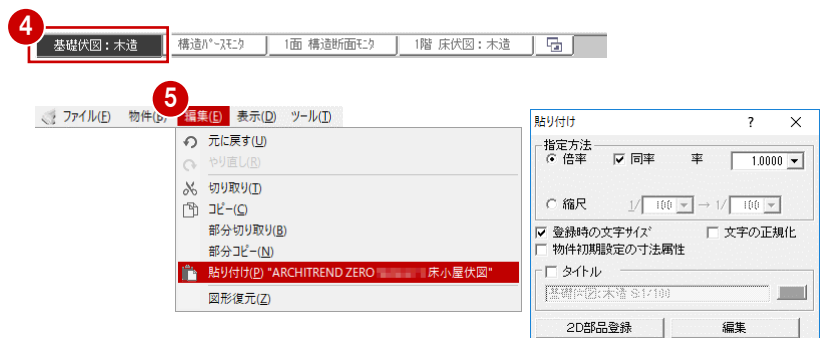 4
基礎伏図：木造 構造ﾊﾟｰｽﾓﾆﾀ 1面 構造断面ﾓﾆﾀ 1階 床伏図：木造
5
ファイル(F) 物件(P) 編集(E) 表示(D) ツール(T)
元に戻す(U)
やり直し(R)
切り取り(T)
コピー(C)
部分切り取り(B)
部分コピー(N)
貼り付け(P) "ARCHITREND ZERO 床小屋伏図"
図形復元(Z)
貼り付け ? ×
指定方法
倍率 同率 率 1.0000
縮尺 1/ 100 → 1/ 100
登録時の文字ｻｲｽﾞ 文字の正規化
物件初期設定の寸法属性
タイトル
基礎伏図:木造 S:1/100
2D部品登録 編集